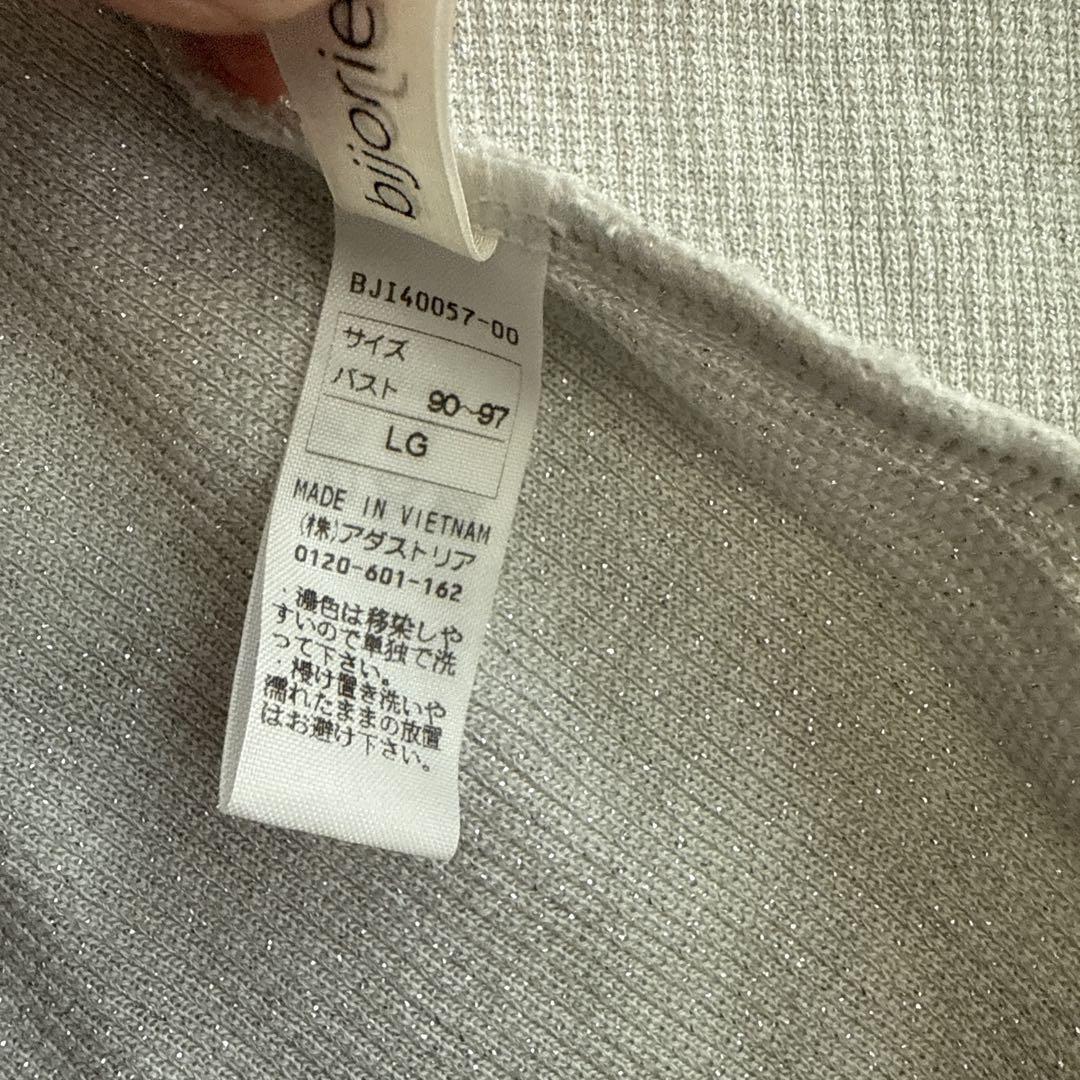 bijorie
BJI40057-00
サイズ
バスト 90~97
LG
MADE IN VIETNAM
(株)アダストリア
0120-601-162
・濃色は移染しや
すいので単独で洗
って下さい。
・漬け置き洗いや
濡れたままの放置
はお避け下さい。